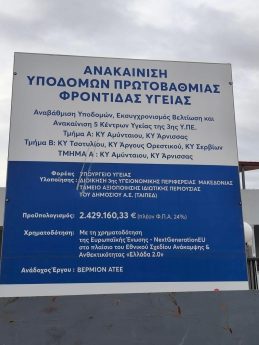 ΑΝΑΚΑΙΝΙΣΗ
ΥΠΟΔΟΜΩΝ ΠΡΩΤΟΒΑΘΜΙΑΣ
ΦΡΟΝΤΙΔΑΣ ΥΓΕΙΑΣ
Αναβάθμιση Υποδομών, Εκσυγχρονισμός Βελτίωση και
Ανακαίνιση 5 Κέντρων Υγείας της 3ης Υ.ΠΕ.
Τμήμα Α: ΚΥ Αμύνταιου, ΚΥ Άρνισσας
Τμήμα Β: ΚΥ Τσοτυλίου, ΚΥ Άργους Ορεστικού, ΚΥ Σερβίων
ΤΜΗΜΑ Α : ΚΥ Αμύνταιου, ΚΥ Άρνισσας
Φορέας ΥΠΟΥΡΓΕΙΟ ΥΓΕΙΑΣ
Υλοποίησης: ΔΙΟΙΚΗΣΗ 3ης ΥΓΕΙΟΝΟΜΙΚΗΣ ΠΕΡΙΦΕΡΕΙΑΣ ΜΑΚΕΔΟΝΙΑΣ
ΤΑΜΕΙΟ ΑΞΙΟΠΟΙΗΣΗΣ ΙΔΙΩΤΙΚΗΣ ΠΕΡΙΟΥΣΙΑΣ
ΤΟΥ ΔΗΜΟΣΙΟΥ Α.Ε. (ΤΑΙΠΕΔ)
Προϋπολογισμός: 2.429.160,33 € (πλέον Φ.Π.Α. 24%)
Χρηματοδότηση: Με τη χρηματοδότηση
της Ευρωπαϊκής Ένωσης - NextGenerationEU
στο πλαίσιο του Εθνικού Σχεδίου Ανάκαμψης &
Ανθεκτικότητας «Ελλάδα 2.0»
Ανάδοχος Έργου : ΒΕΡΜΙΟΝ ΑΤΕΕ